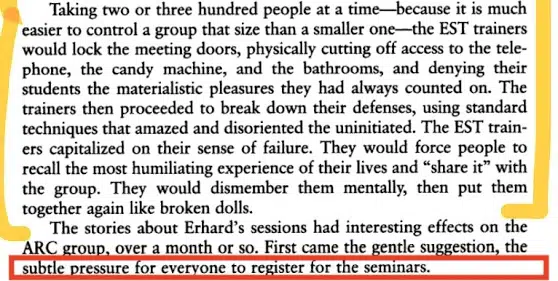 Taking two or three hundred people at a time—because it is much
easier to control a group that size than a smaller one—the EST trainers
would lock the meeting doors, physically cutting off access to the tele-
phone, the candy machine, and the bathrooms, and denying their
students the materialistic pleasures they had always counted on. The
trainers then proceeded to break down their defenses, using standard
techniques that amazed and disoriented the uninitiated. The EST train-
ers capitalized on their sense of failure. They would force people to
recall the most humiliating experience of their lives and “share it” with
the group. They would dismember them mentally, then put them
together again like broken dolls.
The stories about Erhard’s sessions had interesting effects on the
ARC group, over a month or so. First came the gentle suggestion, the
subtle pressure for everyone to register for the seminars.